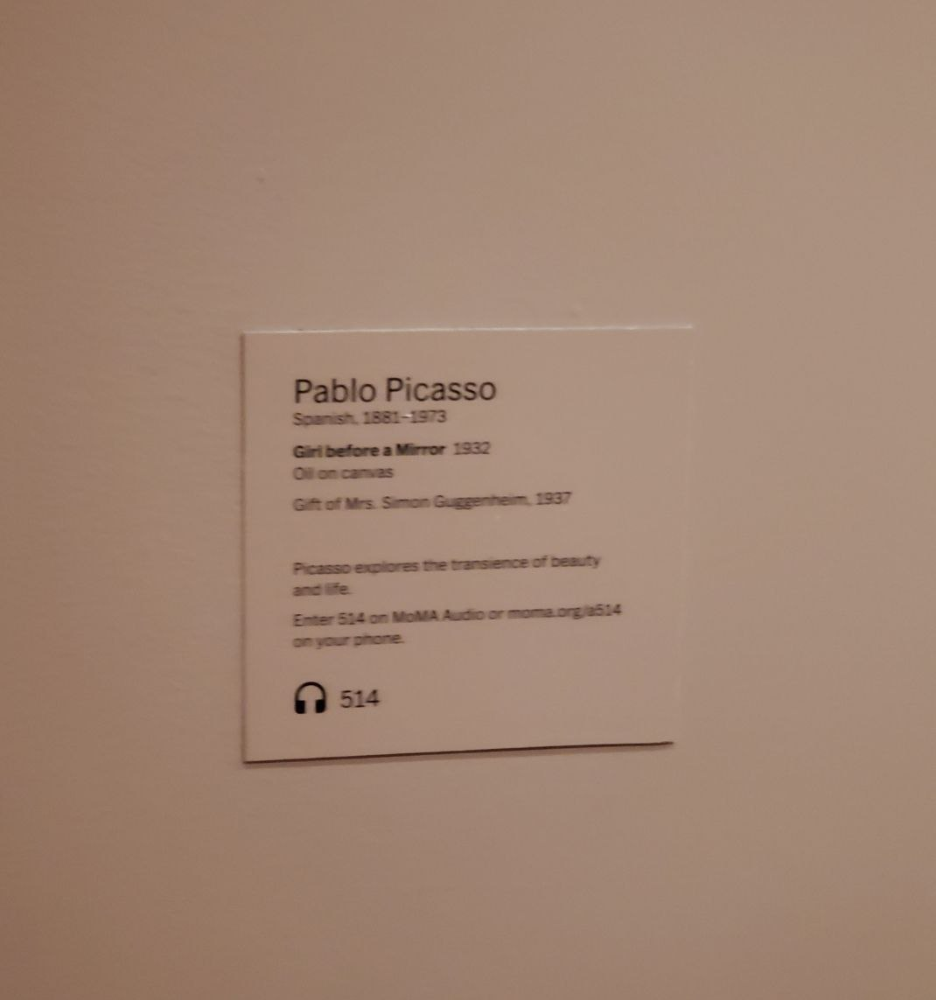 Pablo Picasso
Spanish, 1881–1973
Girl before a Mirror 1932
Oil on canvas
Gift of Mrs. Simon Guggenheim, 1937
Picasso explores the transience of beauty
and life.
Enter 514 on MoMA Audio or moma.org/a514
on your phone.
514